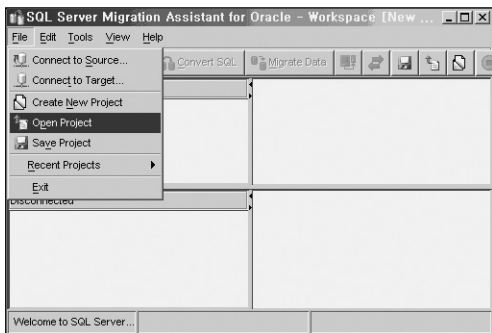 SQL Server Migration Assistant for Oracle - Workspace [New ...
File Edit Tools View Help
Connect to Source...
Connect to Target...
Create New Project
Open Project
Save Project
Recent Projects
Exit
Convert SQL
Migrate Data
Disconnected
Welcome to SQL Server...